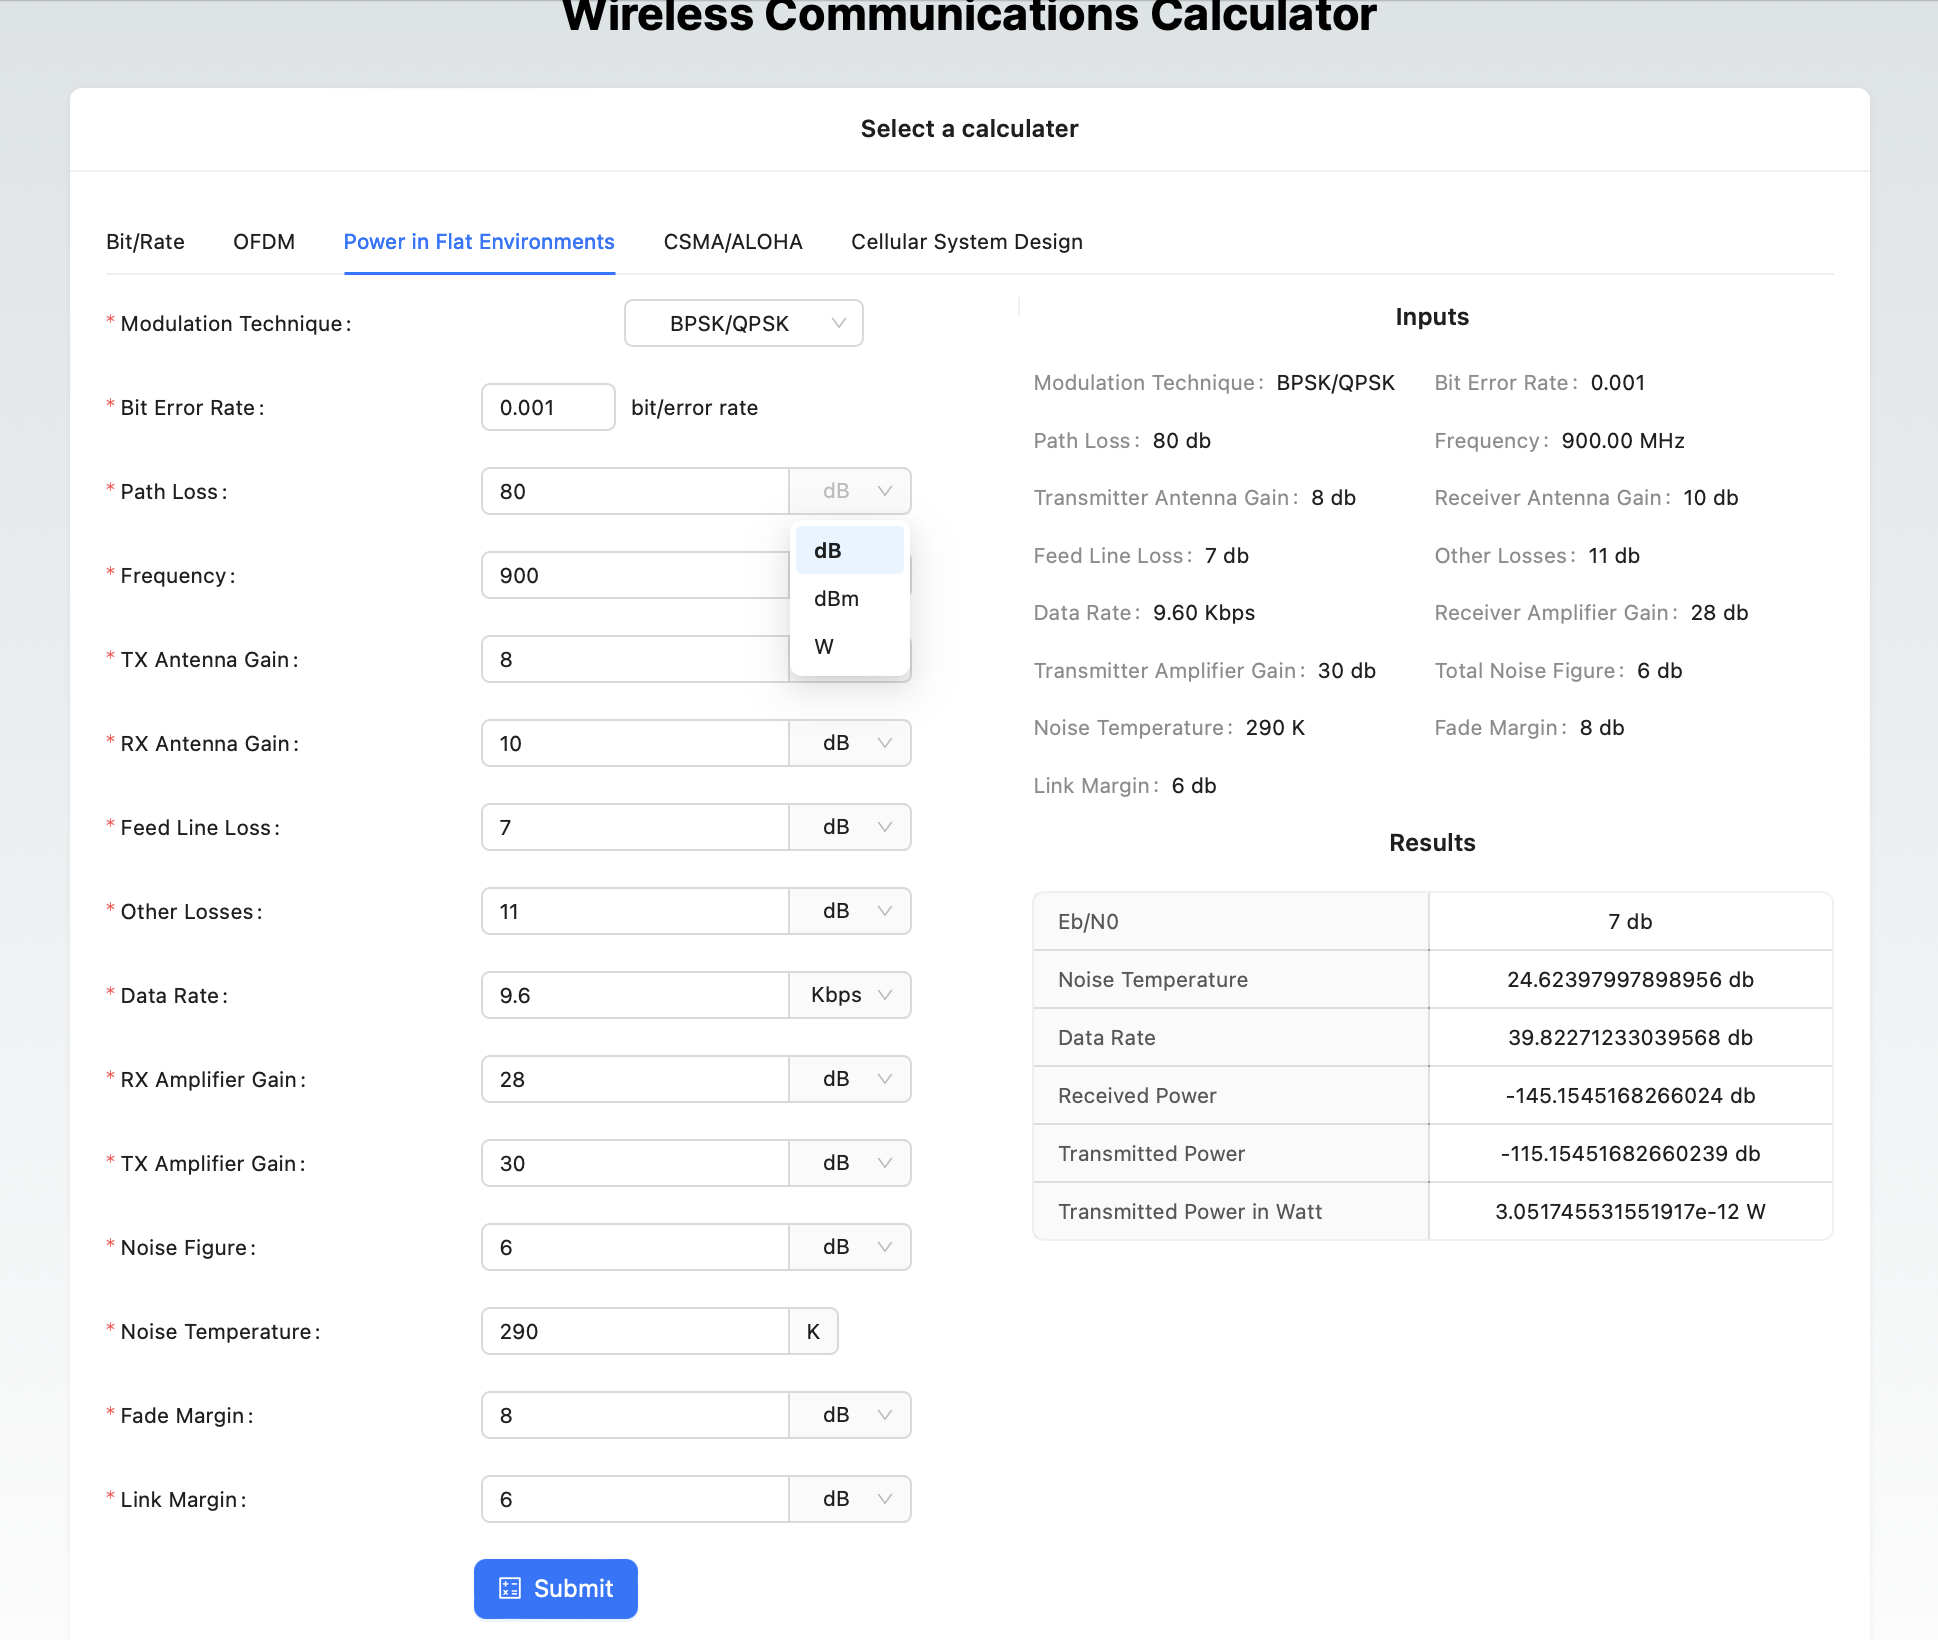 Wireless Communications Calculator
Select a calculater
Bit/Rate OFDM Power in Flat Environments CSMA/ALOHA Cellular System Design
* Modulation Technique: BPSK/QPSK
* Bit Error Rate: 0.001 bit/error rate
* Path Loss: 80 dB
dB
dBm
W
* Frequency: 900
* TX Antenna Gain: 8
* RX Antenna Gain: 10 dB
* Feed Line Loss: 7 dB
* Other Losses: 11 dB
* Data Rate: 9.6 Kbps
* RX Amplifier Gain: 28 dB
* TX Amplifier Gain: 30 dB
* Noise Figure: 6 dB
* Noise Temperature: 290 K
* Fade Margin: 8 dB
* Link Margin: 6 dB
Submit
Inputs
Modulation Technique: BPSK/QPSK Bit Error Rate: 0.001
Path Loss: 80 db Frequency: 900.00 MHz
Transmitter Antenna Gain: 8 db Receiver Antenna Gain: 10 db
Feed Line Loss: 7 db Other Losses: 11 db
Data Rate: 9.60 Kbps Receiver Amplifier Gain: 28 db
Transmitter Amplifier Gain: 30 db Total Noise Figure: 6 db
Noise Temperature: 290 K Fade Margin: 8 db
Link Margin: 6 db
Results
Eb/N0 7 db
Noise Temperature 24.62397997898956 db
Data Rate 39.82271233039568 db
Received Power -145.1545168266024 db
Transmitted Power -115.15451682660239 db
Transmitted Power in Watt 3.051745531551917e-12 W